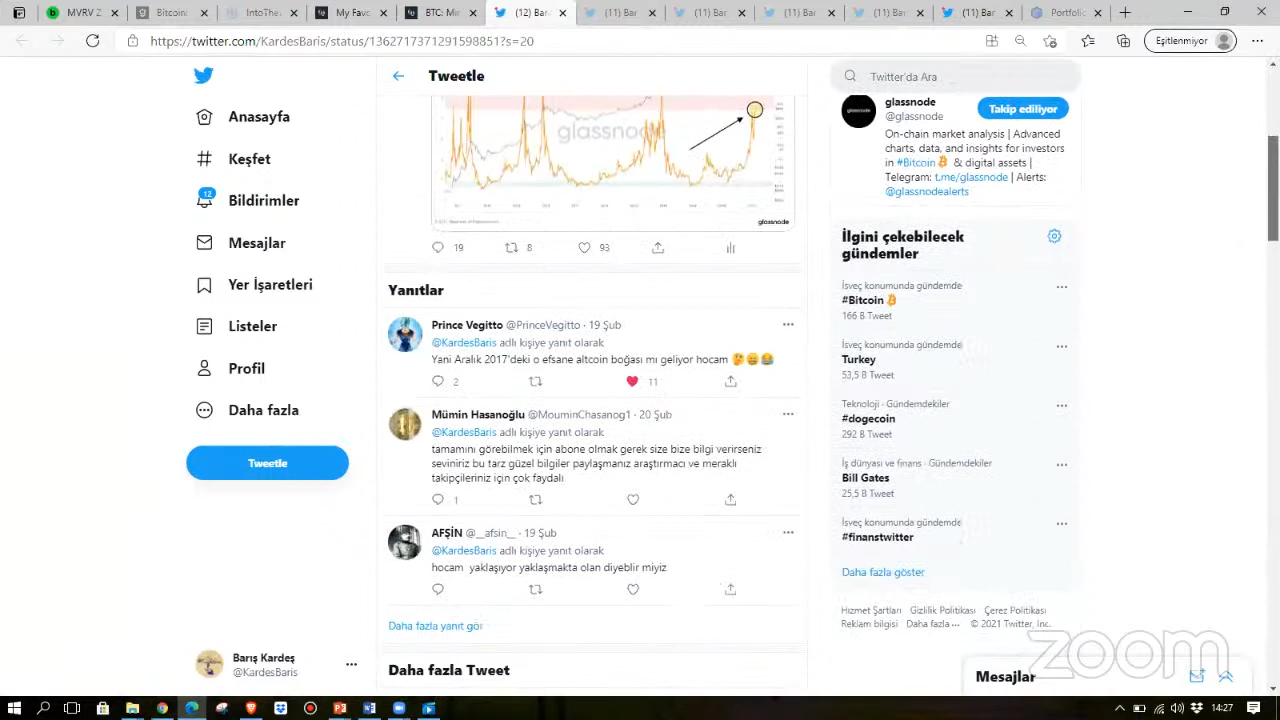 MVRV Z
Bitcoin
IntoThe
My Favo
BTC: Mi
(12) Bar
(11) Bar
(11) Bar
(11) Bar
(11) Bar
(11) Bar
Portfolio
https://twitter.com/KardesBaris/status/1362717371291598851?s=20
Eşitlenmiyor
Anasayfa
Keşfet
12
Bildirimler
Mesajlar
Yer İşaretleri
Listeler
Profil
Daha fazla
Tweetle
Barış Kardeş
@KardesBaris
Tweetle
glassnode
glassnode
19 8 93
Yanıtlar
Prince Vegitto @PrinceVegitto · 19 Şub
@KardesBaris adlı kişiye yanıt olarak
Yani Aralık 2017'deki o efsane altcoin boğası mı geliyor hocam 🤔😄😂
2 11
Mümin Hasanoğlu @MouminChasanog1 · 20 Şub
@KardesBaris adlı kişiye yanıt olarak
tamamını görebilmek için abone olmak gerek size bize bilgi verirseniz
seviniriz bu tarz güzel bilgiler paylaşmanız araştırmacı ve meraklı
takipçileriniz için çok faydalı
1
AFŞİN @__afsin__ · 19 Şub
@KardesBaris adlı kişiye yanıt olarak
hocam yaklaşıyor yaklaşmakta olan diyeblir miyiz
Daha fazla yanıt gör
Daha fazla Tweet
Twitter'da Ara
glassnode
@glassnode
Takip ediliyor
On-chain market analysis | Advanced
charts, data, and insights for investors
in #Bitcoin & digital assets |
Telegram: t.me/glassnode | Alerts:
@glassnodealerts
İlgini çekebilecek
gündemler
İsveç konumunda gündemde
#Bitcoin
166 B Tweet
İsveç konumunda gündemde
Turkey
53,5 B Tweet
Teknoloji · Gündemdekiler
#dogecoin
292 B Tweet
İş dünyası ve finans · Gündemdekiler
Bill Gates
25,5 B Tweet
İsveç konumunda gündemde
#finanstwitter
Daha fazla göster
Hizmet Şartları Gizlilik Politikası Çerez Politikası
Reklam bilgisi Daha fazla ··· © 2021 Twitter, Inc.
zoom
Mesajlar
14:27